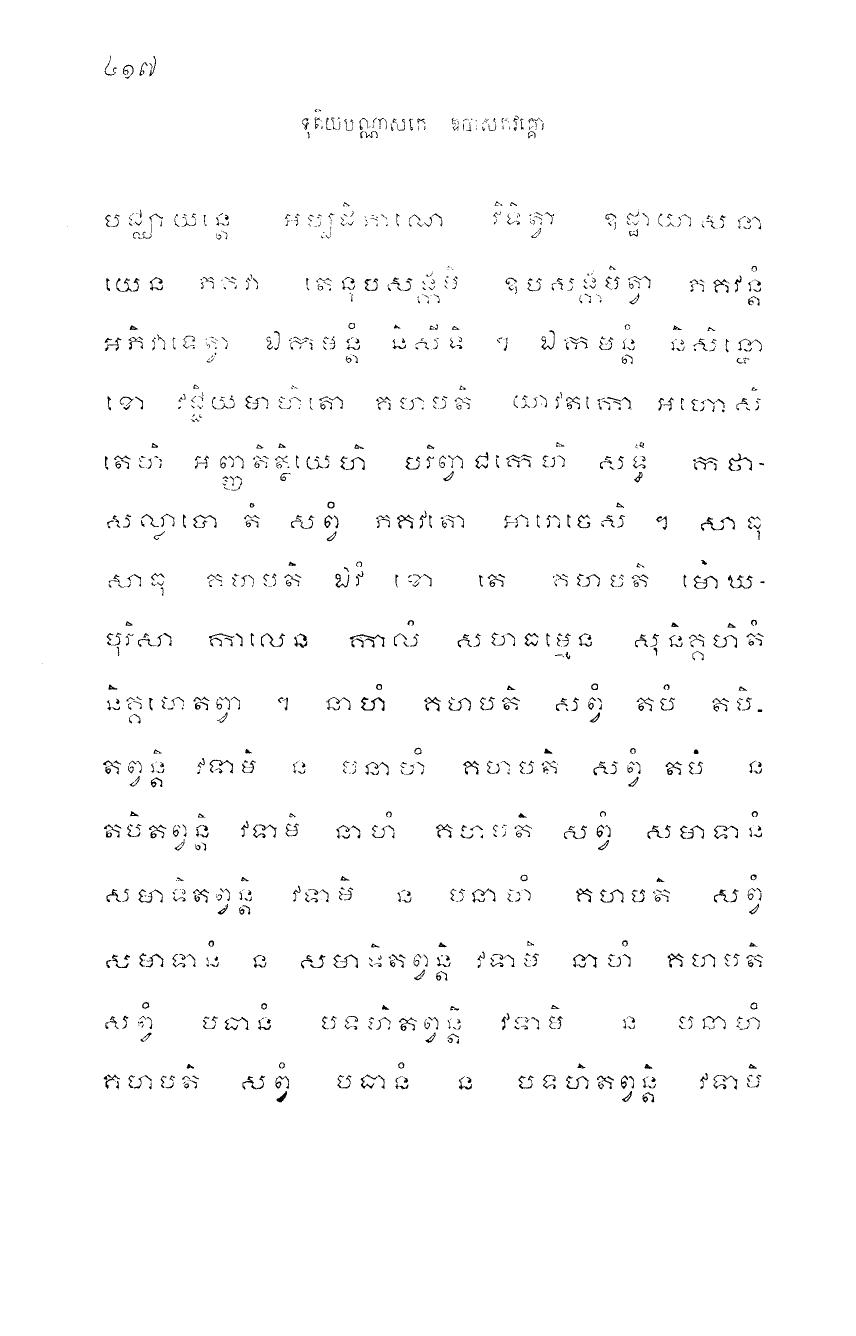 ៤១៧
ទុតិយបណ្ណាសកេ ឧបាសកវគ្គោ
បជ្ឈាយន្តេ អប្បដិភាណេ វិទិត្វា ឧដ្ឋាយាសនា
យេន ភគវា តេនុបសង្កមិ ឧបសង្កមិត្វា ភគវន្តំ
អភិវាទេត្វា ឯកមន្តំ និសីទិ ។ ឯកមន្តំ និសិន្នោ
ខោ វជ្ជិយមាហិតោ គហបតិ យាវតកោ អហោសិ
តេហិ អញ្ញតិត្ថិយេហិ បរិព្វាជកេហិ សទ្ធឹ កថា-
សល្លាបោ តំ សព្វំ ភគវតោ អារោចេសិ ។ សាធុ
សាធុ គហបតិ ឯវំ ខោ តេ គហបតិ មោឃ-
បុរិសា កាលេន កាលំ សហធម្មេន សុនិគ្គហិតំ
និគ្គហេតព្វា ។ នាហំ គហបតិ សព្វំ តបំ តបិ-
តព្វន្តិ វទាមិ ន បនាហំ គហបតិ សព្វំ តបំ ន
តបិតព្វន្តិ វទាមិ នាហំ គហបតិ សព្វំ សមាទានំ
សមាទិតព្វន្តិ វទាមិ ន បនាហំ គហបតិ សព្វំ
សមាទានំ ន សមាទិតព្វន្តិ វទាមិ នាហំ គហបតិ
សព្វំ បធានំ បទហិតព្វន្តិ វទាមិ ន បនាហំ
គហបតិ សព្វំ បធានំ ន បទហិតព្វន្តិ វទាមិ